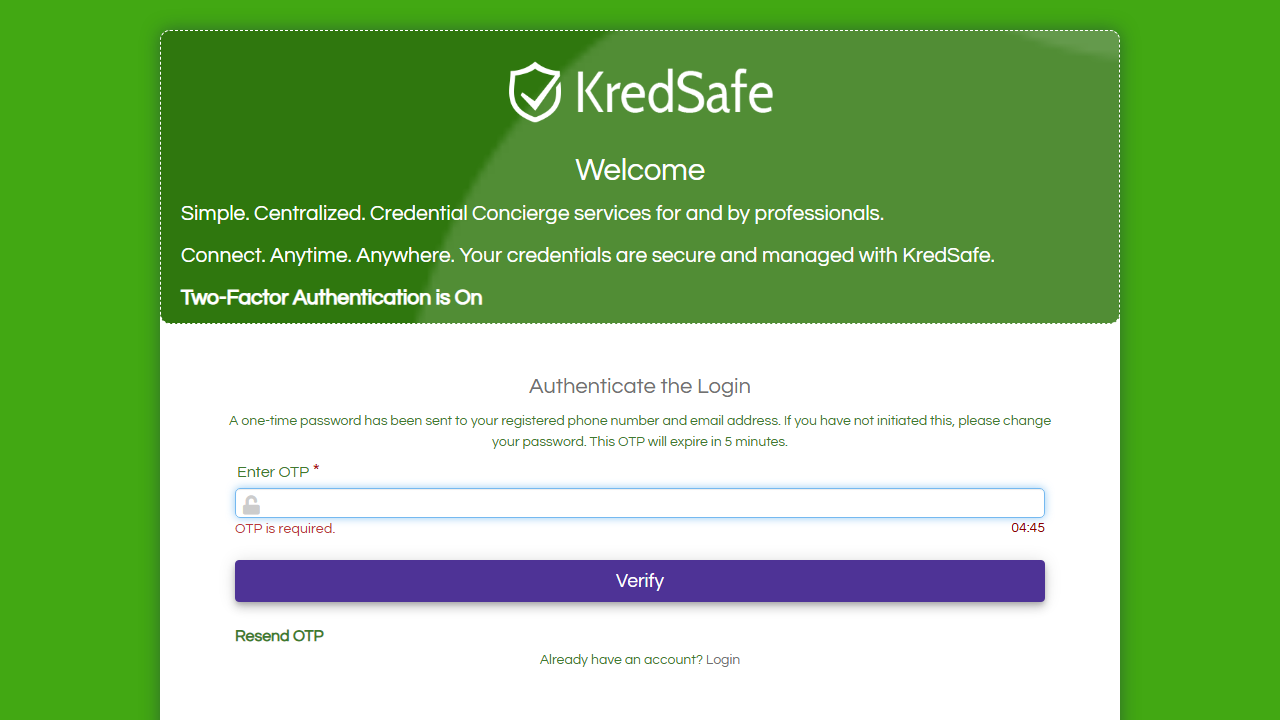 KredSafe
Welcome
Simple. Centralized. Credential Concierge services for and by professionals.
Connect. Anytime. Anywhere. Your credentials are secure and managed with KredSafe.
Two-Factor Authentication is On
Authenticate the Login
A one-time password has been sent to your registered phone number and email address. If you have not initiated this, please change
your password. This OTP will expire in 5 minutes.
Enter OTP *
OTP is required.
04:45
Verify
Resend OTP
Already have an account? Login